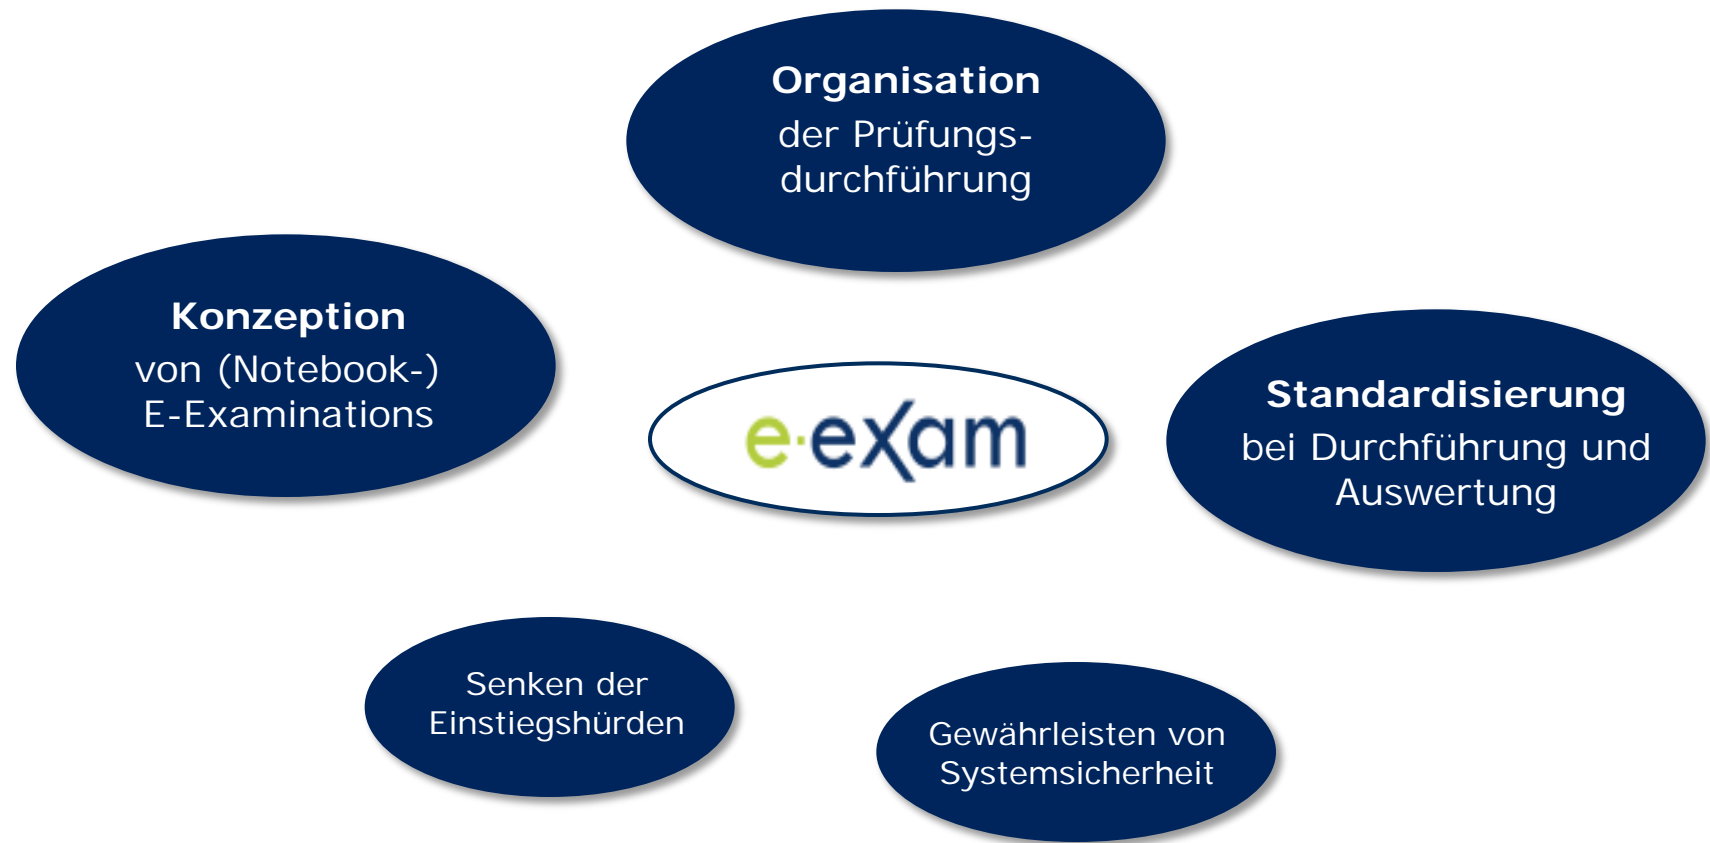 Organisation
der Prüfungs-
durchführung
Konzeption
von (Notebook-)
E-Examinations
e·exam
Standardisierung
bei Durchführung und
Auswertung
Senken der
Einstiegshürden
Gewährleisten von
Systemsicherheit